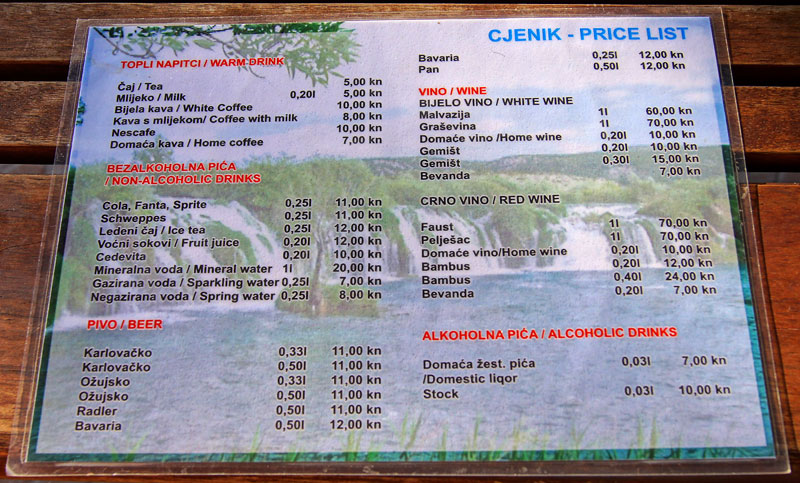 CJENIK - PRICE LIST
TOPLI NAPITCI / WARM DRINK
Čaj / Tea 5,00 kn
Mlijeko / Milk 0,20l 5,00 kn
Bijela kava / White Coffee 10,00 kn
Kava s mlijekom/ Coffee with milk 8,00 kn
Nescafe 10,00 kn
Domaća kava / Home coffee 7,00 kn
BEZALKOHOLNA PIĆA
/ NON-ALCOHOLIC DRINKS
Cola, Fanta, Sprite 0,25l 11,00 kn
Schweppes 0,25l 11,00 kn
Ledeni čaj / Ice tea 0,25l 12,00 kn
Voćni sokovi / Fruit juice 0,20l 12,00 kn
Cedevita 0,20l 10,00 kn
Mineralna voda / Mineral water 1l 20,00 kn
Gazirana voda / Sparkling water 0,25l 7,00 kn
Negazirana voda / Spring water 0,25l 8,00 kn
PIVO / BEER
Karlovačko 0,33l 11,00 kn
Karlovačko 0,50l 11,00 kn
Ožujsko 0,33l 11,00 kn
Ožujsko 0,50l 11,00 kn
Radler 0,50l 11,00 kn
Bavaria 0,50l 12,00 kn
Bavaria 0,25l 12,00 kn
Pan 0,50l 12,00 kn
VINO / WINE
BIJELO VINO / WHITE WINE
Malvazija 1l 60,00 kn
Graševina 1l 70,00 kn
Domaće vino /Home wine 0,20l 10,00 kn
Gemišt 0,20l 10,00 kn
Gemišt 0,30l 15,00 kn
Bevanda 7,00 kn
CRNO VINO / RED WINE
Faust 1l 70,00 kn
Pelješac 1l 70,00 kn
Domaće vino/Home wine 0,20l 10,00 kn
Bambus 0,20l 12,00 kn
Bambus 0,40l 24,00 kn
Bevanda 0,20l 7,00 kn
ALKOHOLNA PIĆA / ALCOHOLIC DRINKS
Domaća žest. pića 0,03l 7,00 kn
/Domestic liqor
Stock 0,03l 10,00 kn